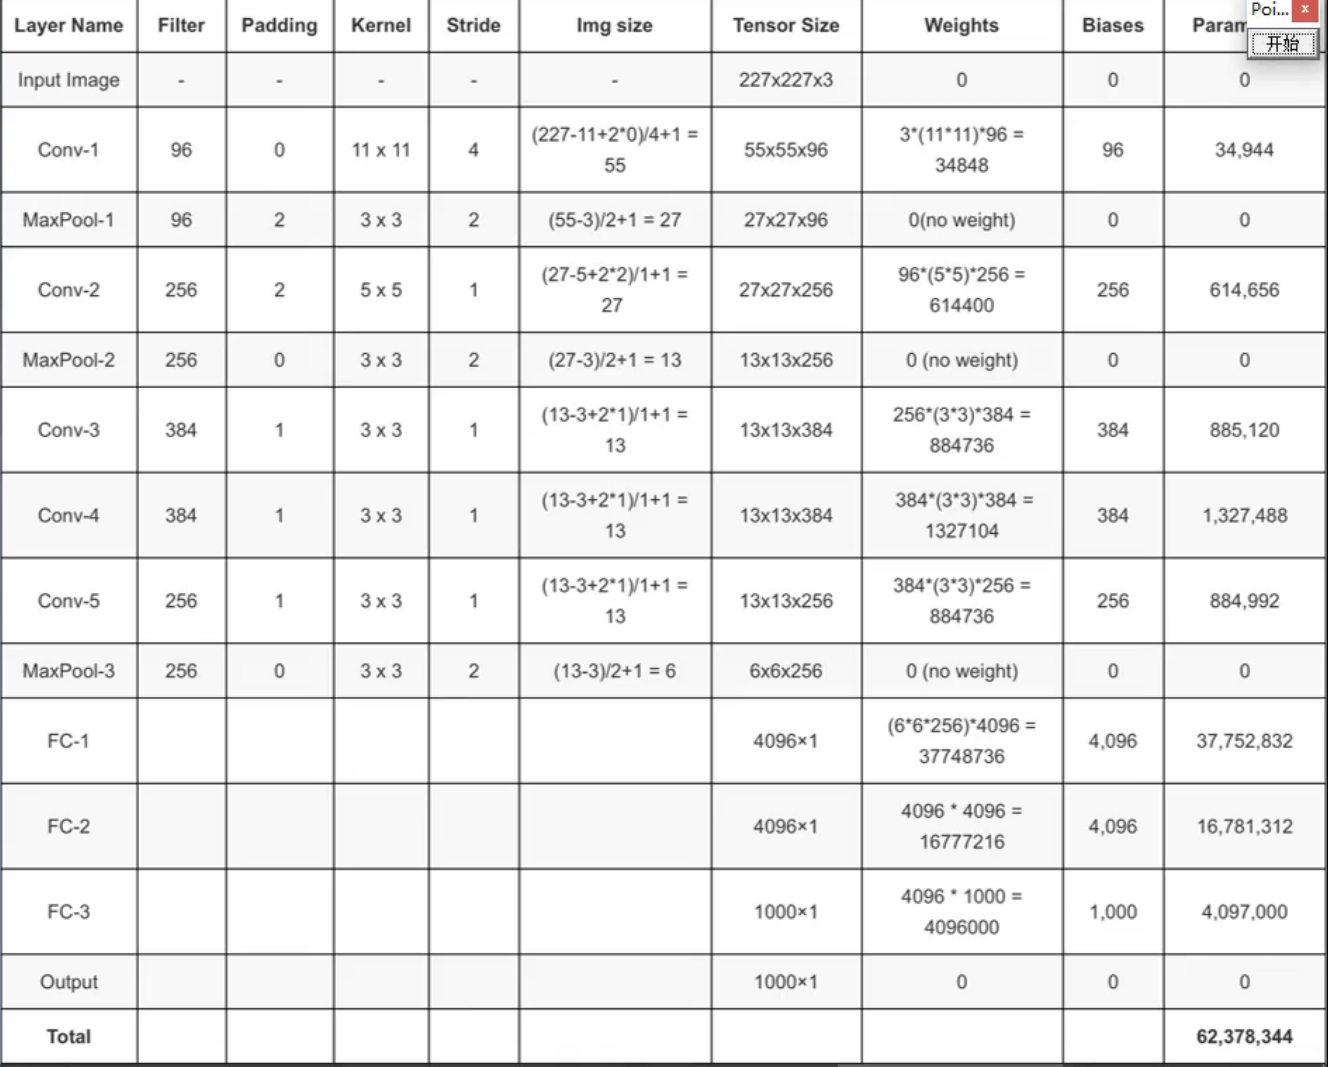 Layer Name Filter Padding Kernel Stride Img size Tensor Size Weights Biases Param
Poi... x
开始
Input Image - - - - - 227x227x3 0 0 0
Conv-1 96 0 11 x 11 4 (227-11+2*0)/4+1 = 55 55x55x96 3*(11*11)*96 = 34848 96 34,944
MaxPool-1 96 2 3 x 3 2 (55-3)/2+1 = 27 27x27x96 0(no weight) 0 0
Conv-2 256 2 5 x 5 1 (27-5+2*2)/1+1 = 27 27x27x256 96*(5*5)*256 = 614400 256 614,656
MaxPool-2 256 0 3 x 3 2 (27-3)/2+1 = 13 13x13x256 0 (no weight) 0 0
Conv-3 384 1 3 x 3 1 (13-3+2*1)/1+1 = 13 13x13x384 256*(3*3)*384 = 884736 384 885,120
Conv-4 384 1 3 x 3 1 (13-3+2*1)/1+1 = 13 13x13x384 384*(3*3)*384 = 1327104 384 1,327,488
Conv-5 256 1 3 x 3 1 (13-3+2*1)/1+1 = 13 13x13x256 384*(3*3)*256 = 884736 256 884,992
MaxPool-3 256 0 3 x 3 2 (13-3)/2+1 = 6 6x6x256 0 (no weight) 0 0
FC-1 4096×1 (6*6*256)*4096 = 37748736 4,096 37,752,832
FC-2 4096×1 4096 * 4096 = 16777216 4,096 16,781,312
FC-3 1000×1 4096 * 1000 = 4096000 1,000 4,097,000
Output 1000×1 0 0 0
Total 62,378,344